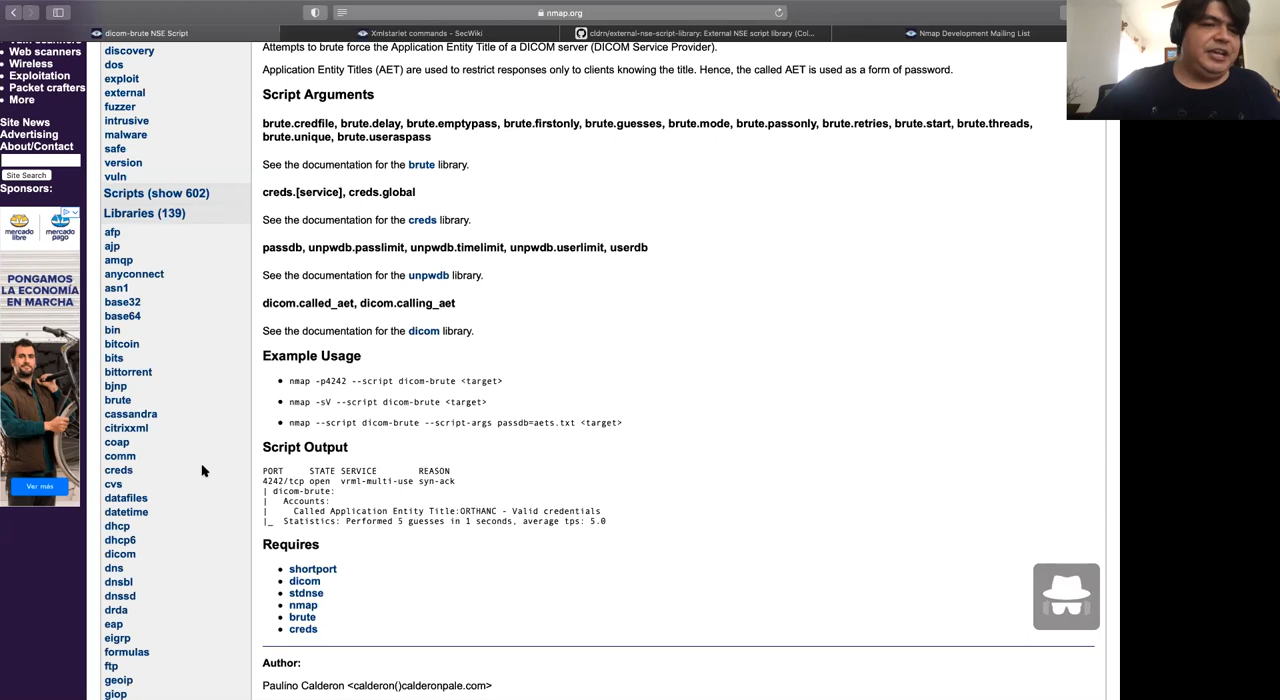 nmap.org
dicom-brute NSE Script
Xmlstarlet commands - SecWiki
cldrn/external-nse-script-library: External NSE script library (Col...
Nmap Development Mailing List
Web scanners
Wireless
Exploitation
Packet crafters
More
Site News
Advertising
About/Contact
Site Search
Sponsors:
mercado libre
mercado pago
PONGAMOS
LA ECONOMÍA
EN MARCHA
Ver más
discovery
dos
exploit
external
fuzzer
intrusive
malware
safe
version
vuln
Scripts (show 602)
Libraries (139)
afp
ajp
amqp
anyconnect
asn1
base32
base64
bin
bitcoin
bits
bittorrent
bjnp
brute
cassandra
citrixxml
coap
comm
creds
cvs
datafiles
datetime
dhcp
dhcp6
dicom
dns
dnsbl
dnssd
drda
eap
eigrp
formulas
ftp
geoip
giop
Attempts to brute force the Application Entity Title of a DICOM server (DICOM Service Provider).
Application Entity Titles (AET) are used to restrict responses only to clients knowing the title. Hence, the called AET is used as a form of password.
Script Arguments
brute.credfile, brute.delay, brute.emptypass, brute.firstonly, brute.guesses, brute.mode, brute.passonly, brute.retries, brute.start, brute.threads,
brute.unique, brute.useraspass
See the documentation for the brute library.
creds.[service], creds.global
See the documentation for the creds library.
passdb, unpwdb.passlimit, unpwdb.timelimit, unpwdb.userlimit, userdb
See the documentation for the unpwdb library.
dicom.called_aet, dicom.calling_aet
See the documentation for the dicom library.
Example Usage
• nmap -p4242 --script dicom-brute <target>
• nmap -sV --script dicom-brute <target>
• nmap --script dicom-brute --script-args passdb=aets.txt <target>
Script Output
PORT STATE SERVICE REASON
4242/tcp open vrml-multi-use syn-ack
| dicom-brute:
| Accounts:
| Called Application Entity Title:ORTHANC - Valid credentials
|_ Statistics: Performed 5 guesses in 1 seconds, average tps: 5.0
Requires
• shortport
• dicom
• stdnse
• nmap
• brute
• creds
Author:
Paulino Calderon <calderon()calderonpale.com>